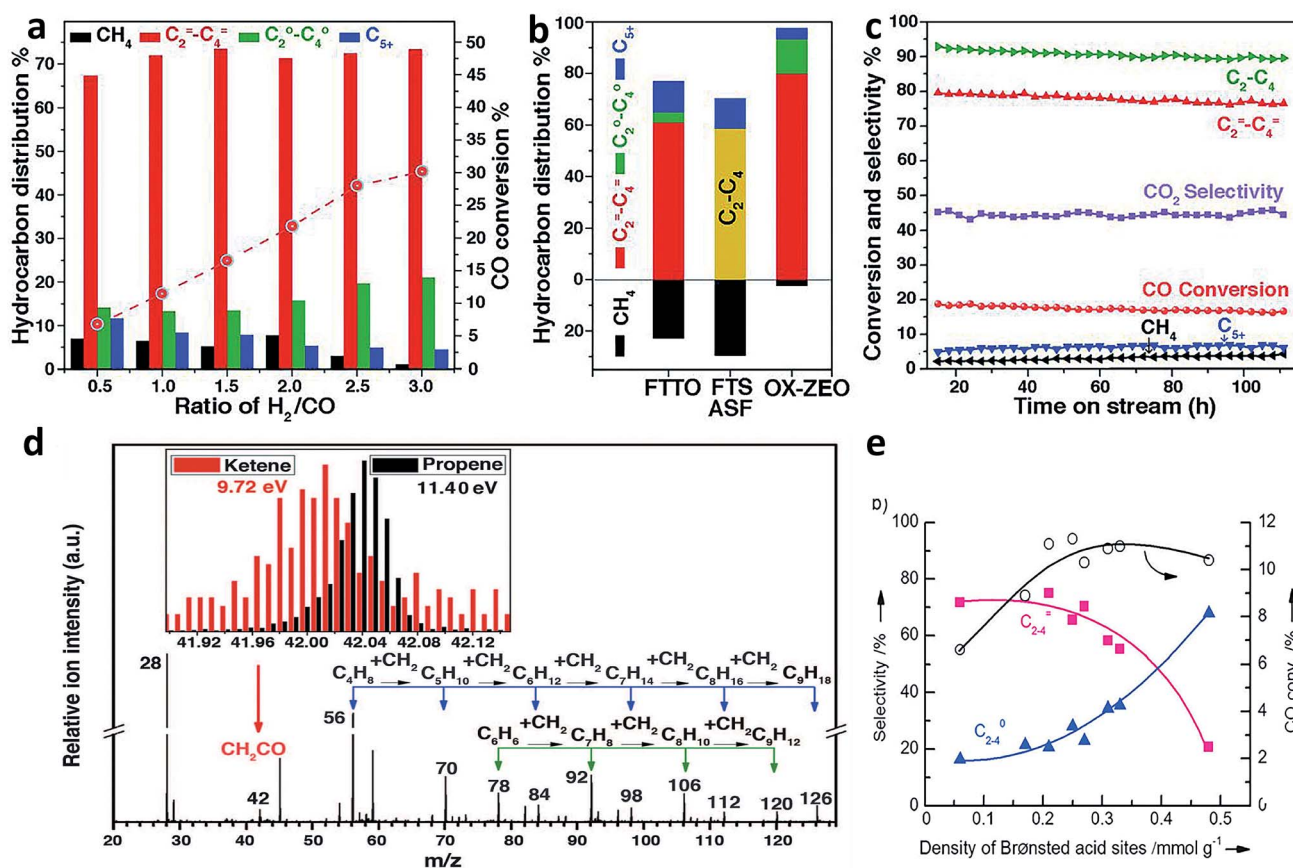 a
CH4 C2=-C4= C2o-C4o C5+
Hydrocarbon distribution %
70
60
50
40
30
20
10
0
50
45
40
35
30
25
20
15
10
5
0
CO conversion %
0.5 1.0 1.5 2.0 2.5 3.0
Ratio of H2/CO
b
Hydrocarbon distribution %
100
80
60
40
20
0
20
CH4 C2=-C4= C2o-C4o C5+
C2-C4
FTTO FTS ASF OX-ZEO
c
Conversion and selectivity %
100
90
80
70
60
50
40
30
20
10
0
C2-C4
C2=-C4=
CO2 Selectivity
CO Conversion
CH4 C5+
20 40 60 80 100
Time on stream (h)
d
Relative ion intensity (a.u.)
Ketene Propene
9.72 eV 11.40 eV
41.92 41.96 42.00 42.04 42.08 42.12
28
CH2CO
42
56
+CH2 +CH2 +CH2 +CH2 +CH2
C4H8 C5H10 C6H12 C7H14 C8H16 C9H18
+CH2 +CH2 +CH2
C6H6 C7H8 C8H10 C9H12
70 78 84 92 98 106 112 120 126
20 30 40 50 60 70 80 90 100 110 120
m/z
e
Selectivity /%
100
80
60
40
20
0
12
10
8
6
4
2
0
CO conv. /%
C2-4=
C2-40
0 0.1 0.2 0.3 0.4 0.5
Density of Brønsted acid sites /mmol g-1